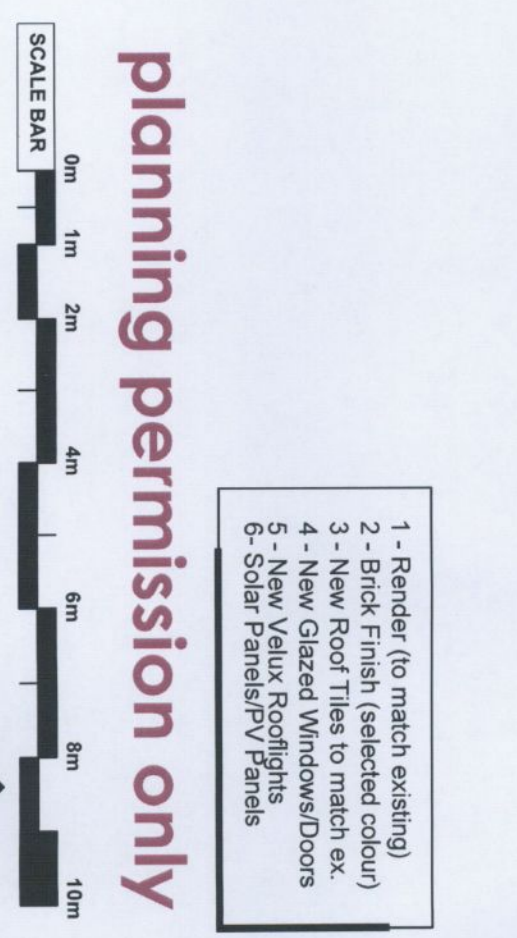 1 - Render (to match existing)
2 - Brick Finish (selected colour)
3 - New Roof Tiles to match ex.
4 - New Glazed Windows/Doors
5 - New Velux Rooflights
6- Solar Panels/PV Panels
planning permission only
SCALE BAR 0m 1m 2m 4m 6m 8m 10m